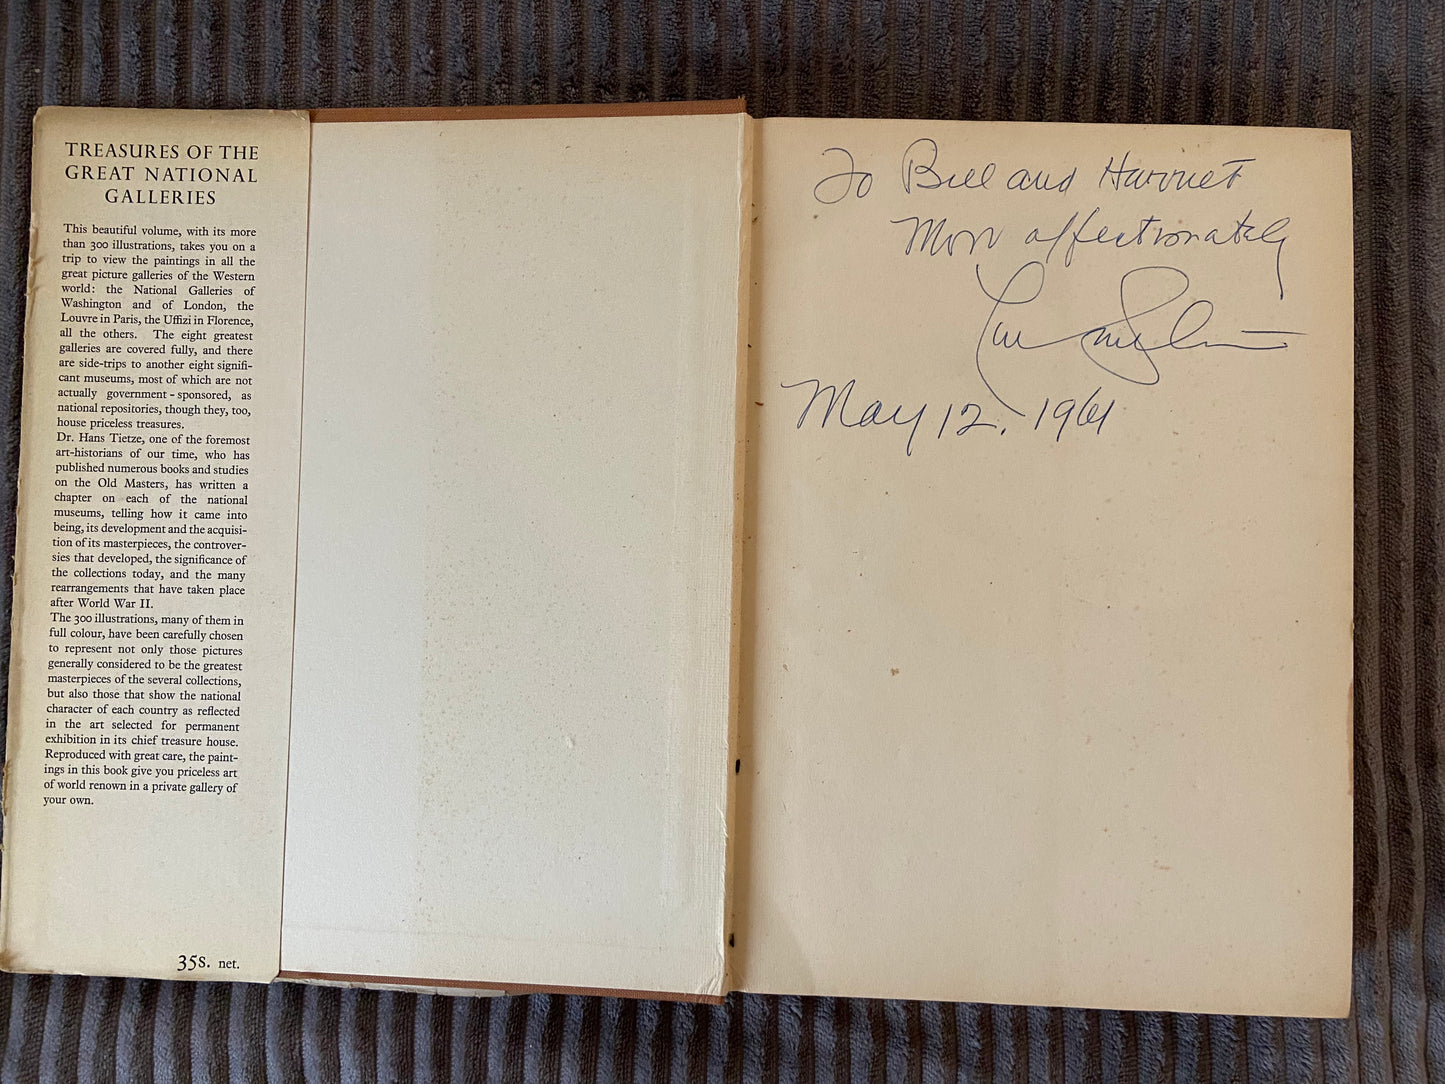 TREASURES OF THE
GREAT NATIONAL
GALLERIES
This beautiful volume, with its more
than 300 illustrations, takes you on a
trip to view the paintings in all the
great picture galleries of the Western
world: the National Galleries of
Washington and of London, the
Louvre in Paris, the Uffizi in Florence,
all the others. The eight greatest
galleries are covered fully, and there
are side-trips to another eight signifi-
cant museums, most of which are not
actually government-sponsored, as
national repositories, though they, too,
house priceless treasures.
Dr. Hans Tietze, one of the foremost
art-historians of our time, who has
published numerous books and studies
on the Old Masters, has written a
chapter on each of the national
museums, telling how it came into
being, its development and the acquisi-
tion of its masterpieces, the controver-
sies that developed, the significance of
the collections today, and the many
rearrangements that have taken place
after World War II.
The 300 illustrations, many of them in
full colour, have been carefully chosen
to represent not only those pictures
generally considered to be the greatest
masterpieces of the several collections,
but also those that show the national
character of each country as reflected
in the art selected for permanent
exhibition in its chief treasure house.
Reproduced with great care, the paint-
ings in this book give you priceless art
of world renown in a private gallery of
your own.
35s. net.
To Bill and Harriet
Most affectionately
May 12, 1961